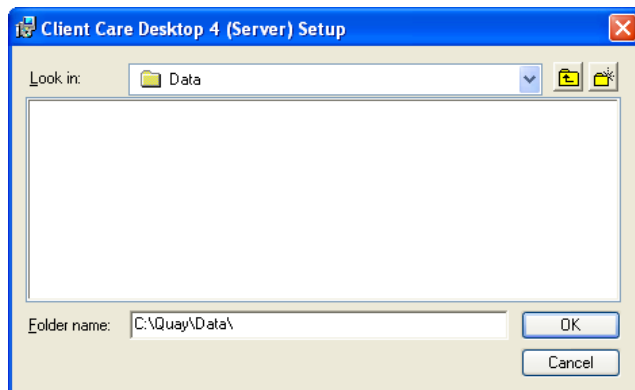 Client Care Desktop 4 (Server) Setup
Look in: Data
Folder name: C:\Quay\Data\ OK
Cancel